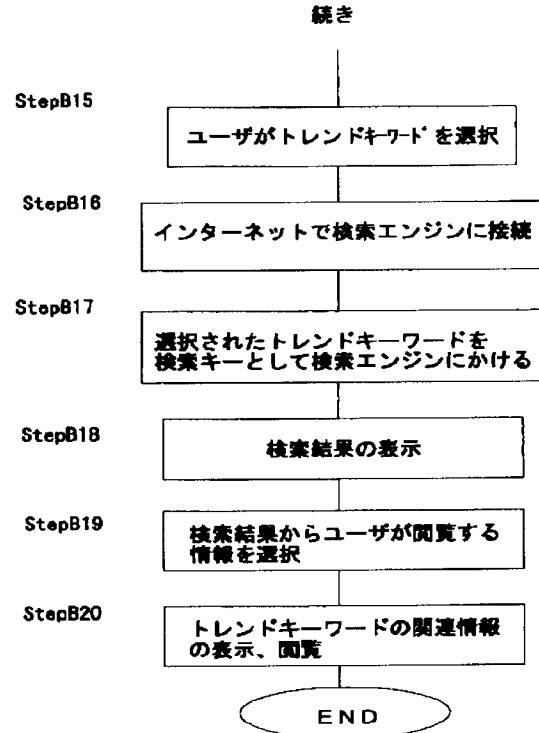 続き
StepB15
ユーザがトレンドキーワードを選択
StepB16
インターネットで検索エンジンに接続
StepB17
選択されたトレンドキーワードを
検索キーとして検索エンジンにかける
StepB18
検索結果の表示
StepB19
検索結果からユーザが閲覧する
情報を選択
StepB20
トレンドキーワードの関連情報
の表示、閲覧
END